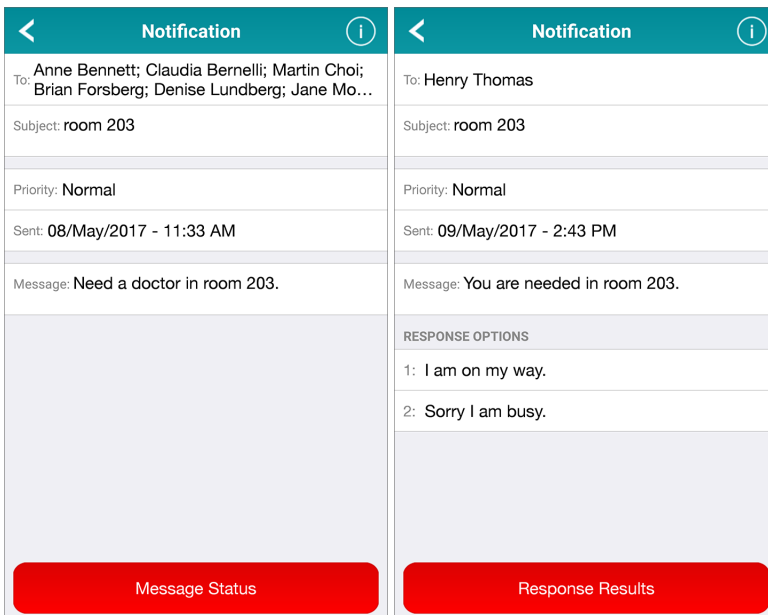 Notification
To: Anne Bennett; Claudia Bernelli; Martin Choi;
Brian Forsberg; Denise Lundberg; Jane Mo...
Subject: room 203
Priority: Normal
Sent: 08/May/2017 - 11:33 AM
Message: Need a doctor in room 203.
Message Status
Notification
To: Henry Thomas
Subject: room 203
Priority: Normal
Sent: 09/May/2017 - 2:43 PM
Message: You are needed in room 203.
RESPONSE OPTIONS
1: I am on my way.
2: Sorry I am busy.
Response Results